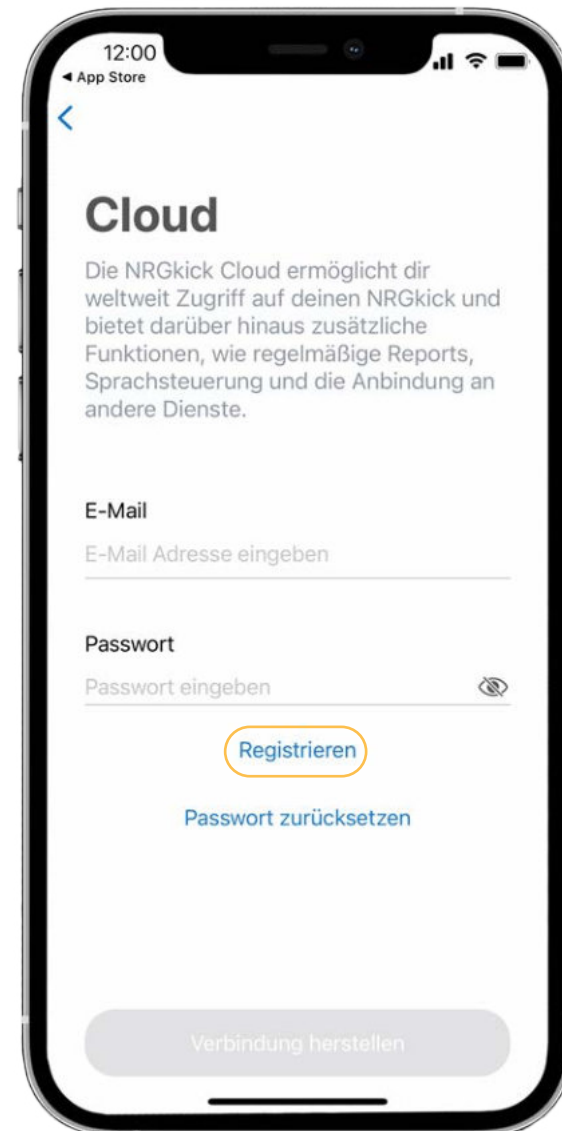 12:00
◀ App Store
Cloud
Die NRGkick Cloud ermöglicht dir
weltweit Zugriff auf deinen NRGkick und
bietet darüber hinaus zusätzliche
Funktionen, wie regelmäßige Reports,
Sprachsteuerung und die Anbindung an
andere Dienste.
E-Mail
E-Mail Adresse eingeben
Passwort
Passwort eingeben
Registrieren
Passwort zurücksetzen
Verbindung herstellen